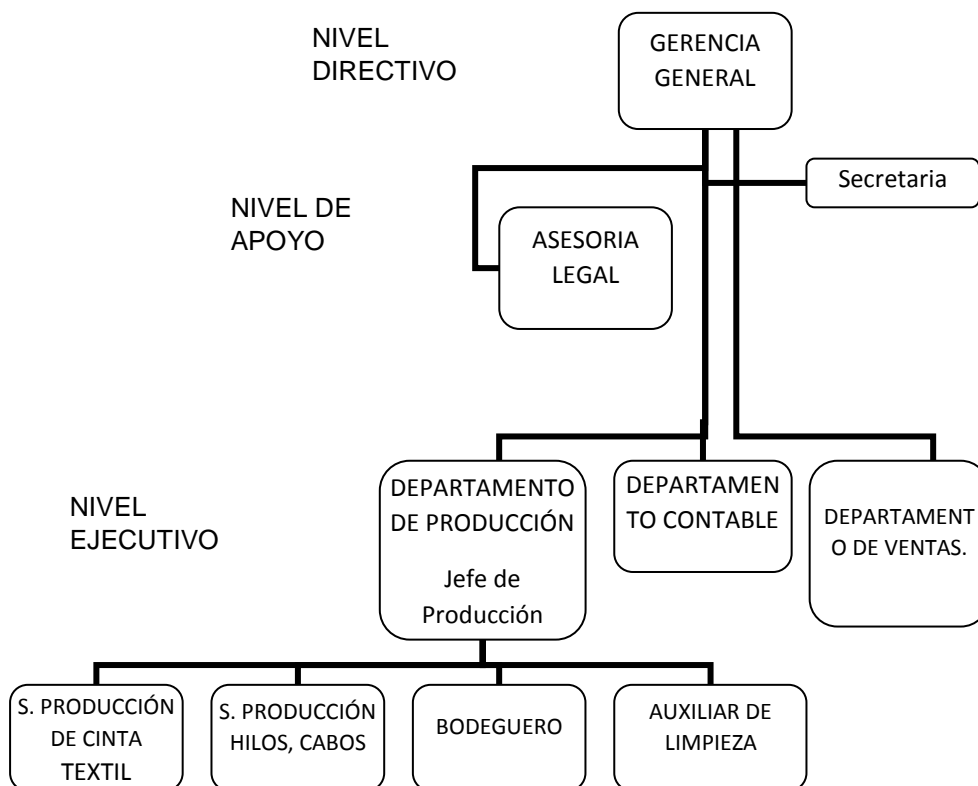 NIVEL
DIRECTIVO
GERENCIA
GENERAL
Secretaria
NIVEL DE
APOYO
ASESORIA
LEGAL
NIVEL
EJECUTIVO
DEPARTAMENTO
DE PRODUCCIÓN
Jefe de
Producción
DEPARTAMEN
TO CONTABLE
DEPARTAMENT
O DE VENTAS.
S. PRODUCCIÓN
DE CINTA
TEXTIL
S. PRODUCCIÓN
HILOS, CABOS
BODEGUERO
AUXILIAR DE
LIMPIEZA